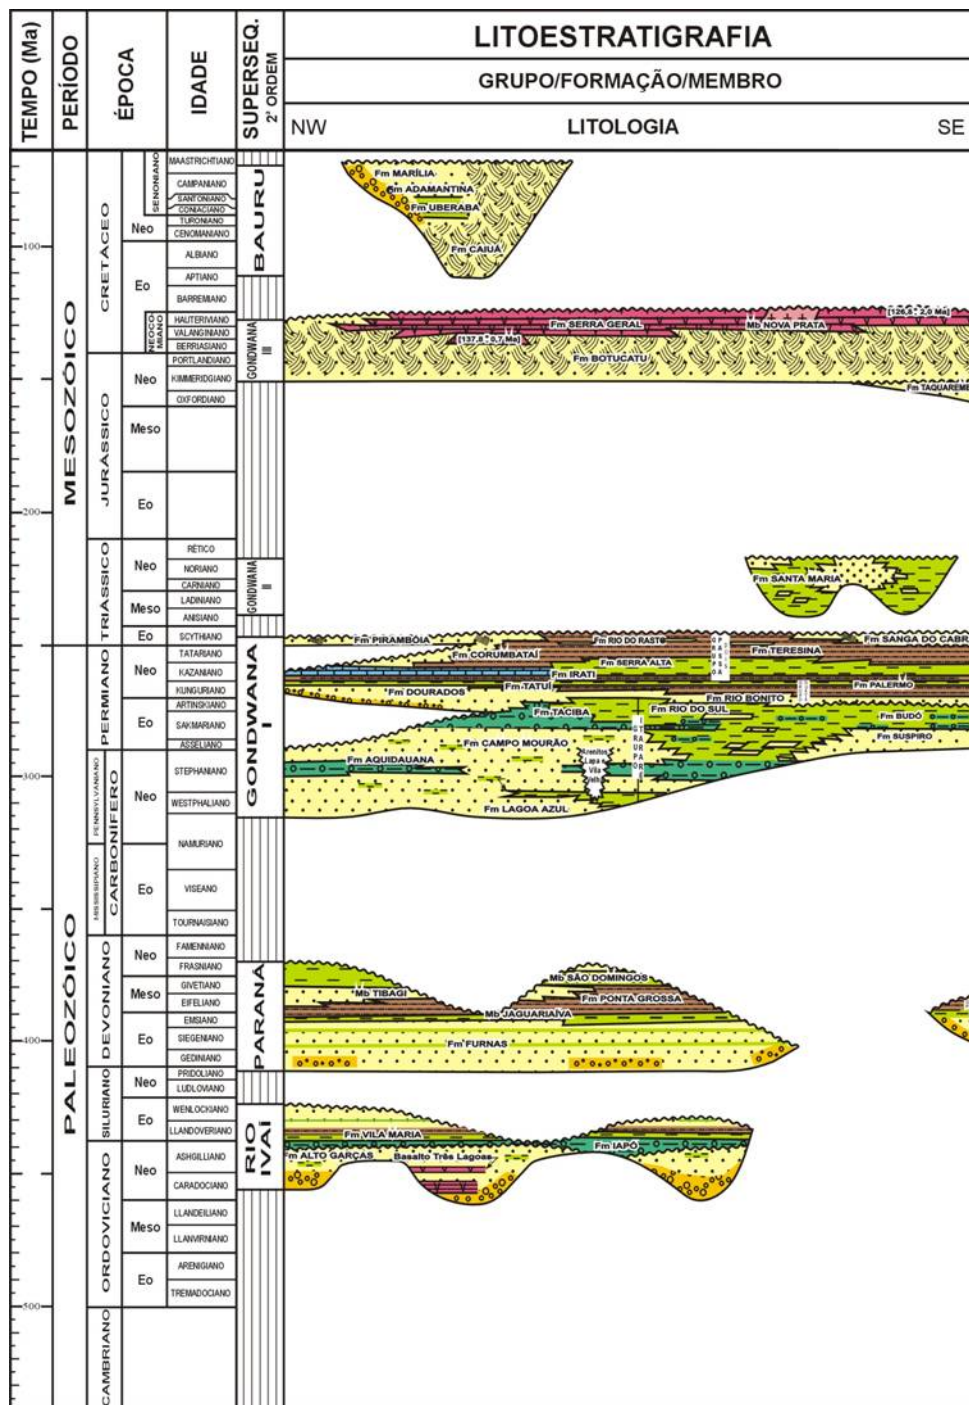 TEMPO (Ma)
PERÍODO
ÉPOCA
IDADE
SUPERSEQ.
2ª ORDEM
LITOESTRATIGRAFIA
GRUPO/FORMAÇÃO/MEMBRO
NW
LITOLOGIA
SE
100
200
300
400
500
MESOZÓICO
PALEOZÓICO
CRETÁCEO
JURÁSSICO
TRIÁSSICO
PERMIANO
CARBONÍFERO
PENNSYLVANIANO
MISSISSIPIANO
DEVONIANO
SILURIANO
ORDOVICIANO
CAMBRIANO
SENONIANO
Neo
Eo
NEOCO
MIANO
Neo
Meso
Eo
Neo
Meso
Eo
Neo
Eo
Neo
Eo
Neo
Meso
Eo
Neo
Eo
Neo
Meso
Eo
MAASTRICHTIANO
CAMPANIANO
SANTONIANO
CONIACIANO
TURONIANO
CENOMANIANO
ALBIANO
APTIANO
BARREMIANO
HAUTERIVIANO
VALANGINIANO
BERRIASIANO
PORTLANDIANO
KIMMERIDGIANO
OXFORDIANO
RÉTICO
NORIANO
CARNIANO
LADINIANO
ANISIANO
SCYTHIANO
TATARIANO
KAZANIANO
KUNGURIANO
ARTINSKIANO
SAKMARIANO
ASSELIANO
STEPHANIANO
WESTPHALIANO
NAMURIANO
VISEANO
TOURNAISIANO
FAMENNIANO
FRASNIANO
GIVETIANO
EIFELIANO
EMSIANO
SIEGENIANO
GEDINIANO
PRIDOLIANO
LUDLOVIANO
WENLOCKIANO
LLANDOVERIANO
ASHGILLIANO
CARADOCIANO
LLANDEILIANO
LLANVIRNIANO
ARENIGIANO
TREMADOCIANO
BAURU
GONDWANA
III
GONDWANA
II
GONDWANA
I
PARANÁ
RIO
IVAÍ
Fm MARÍLIA
Fm ADAMANTINA
Fm UBERABA
Fm CAIUÁ
[126,8 - 2,0 Ma]
Fm SERRA GERAL
Mb NOVA PRATA
[137,8 - 0,7 Ma]
Fm BOTUCATU
Fm TAQUAREMB
Fm SANTA MARIA
Fm PIRAMBÓIA
Fm RIO DO RASTO
Fm SANGA DO CABR
Fm CORUMBATAÍ
Fm TERESINA
Fm SERRA ALTA
Fm IRATI
Fm TATUÍ
Fm PALERMO
Fm DOURADOS
Fm RIO BONITO
Fm TACIBA
Fm RIO DO SUL
Fm BUDÓ
Fm SUSPIRO
Fm CAMPO MOURÃO
Fm AQUIDAUANA
Arenitos
Lapa e
Vila
Velha
Fm LAGOA AZUL
Mb SÃO DOMINGOS
Mb TIBAGI
Fm PONTA GROSSA
Mb JAGUARIAÍVA
Fm FURNAS
Fm VILA MARIA
Fm IAPÓ
Fm ALTO GARÇAS
Basalto Três Lagoas